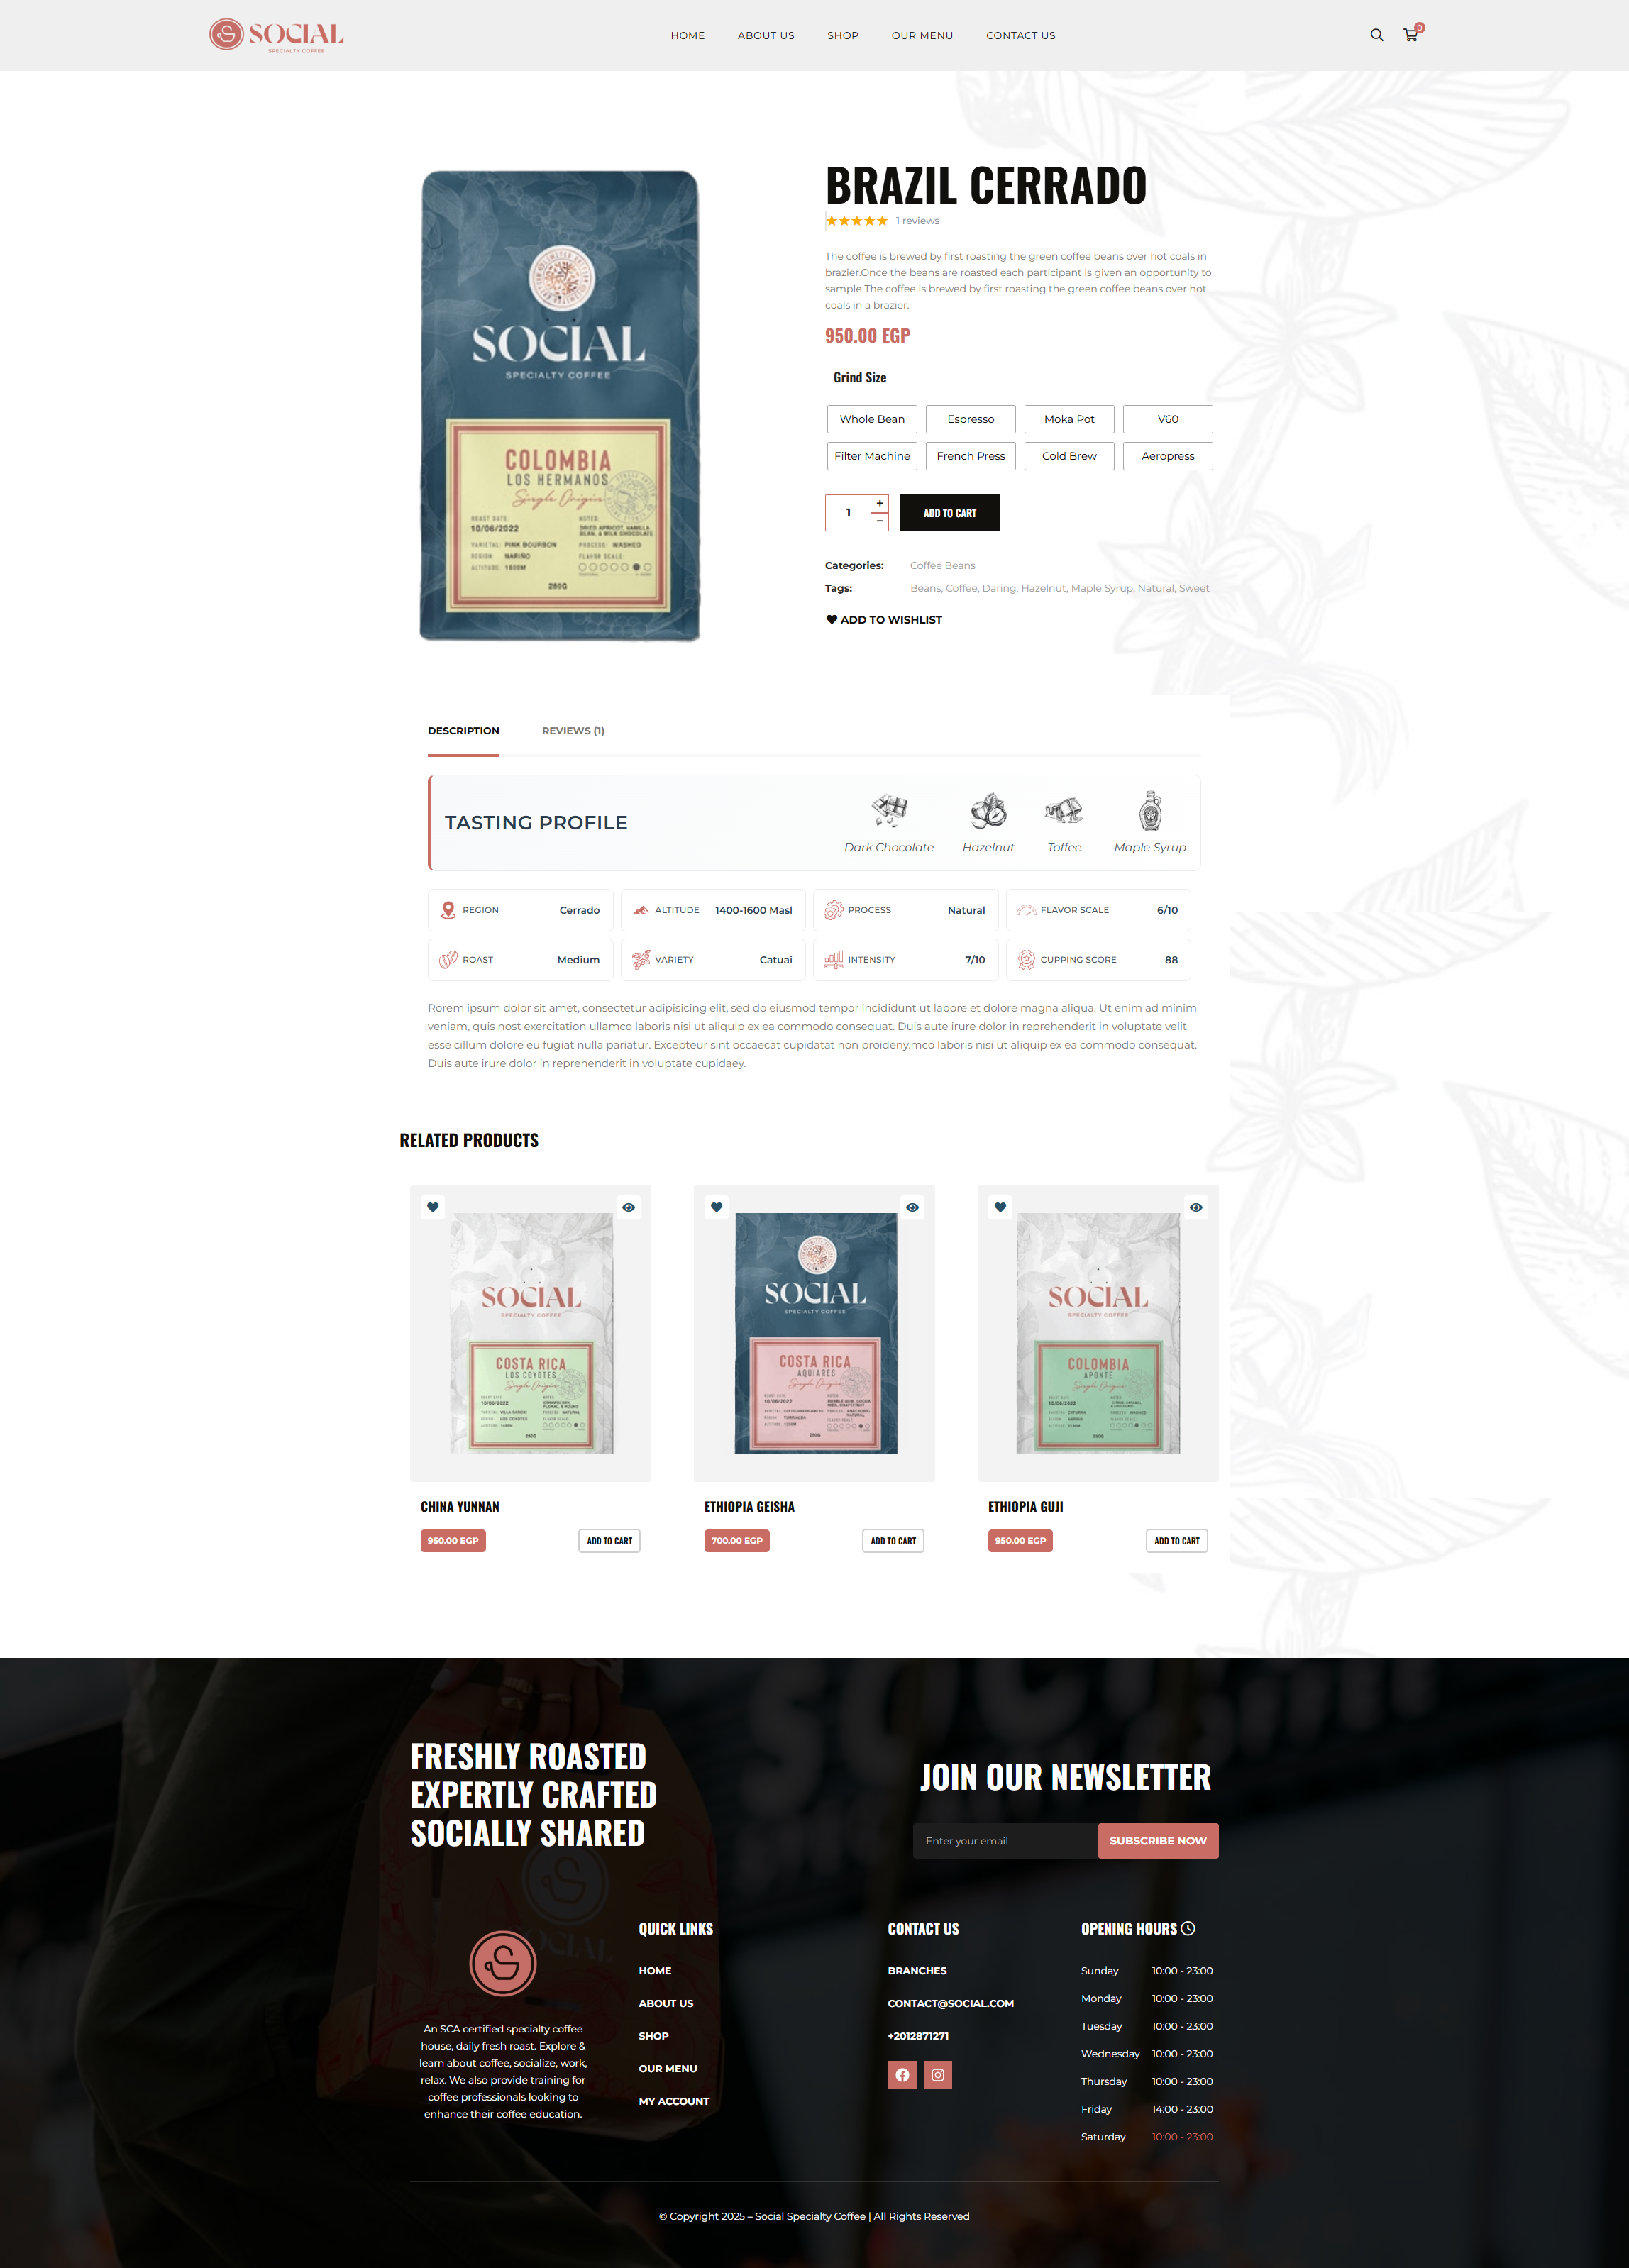 SOCIAL
SPECIALTY COFFEE
HOME
ABOUT US
SHOP
OUR MENU
CONTACT US
0
BRAZIL CERRADO
1 reviews
The coffee is brewed by first roasting the green coffee beans over hot coals in
brazier.Once the beans are roasted each participant is given an opportunity to
sample The coffee is brewed by first roasting the green coffee beans over hot
coals in a brazier.
950.00 EGP
Grind Size
Whole Bean
Espresso
Moka Pot
V60
Filter Machine
French Press
Cold Brew
Aeropress
1
+
−
ADD TO CART
Categories:
Coffee Beans
Tags:
Beans, Coffee, Daring, Hazelnut, Maple Syrup, Natural, Sweet
ADD TO WISHLIST
SOCIAL
SPECIALTY COFFEE
COLOMBIA
LOS HERMANOS
Single Origin
ROAST DATE:
10/06/2022
NOTES:
DRIED APRICOT, VANILLA
BEAN, & MILK CHOCOLATE
VARIETAL: PINK BOURBON
PROCESS: WASHED
REGION: NARIÑO
FLAVOR SCALE:
ALTITUDE: 1800M
250G
DESCRIPTION
REVIEWS (1)
TASTING PROFILE
Dark Chocolate
Hazelnut
Toffee
Maple Syrup
REGION
Cerrado
ALTITUDE
1400-1600 Masl
PROCESS
Natural
FLAVOR SCALE
6/10
ROAST
Medium
VARIETY
Catuai
INTENSITY
7/10
CUPPING SCORE
88
Rorem ipsum dolor sit amet, consectetur adipisicing elit, sed do eiusmod tempor incididunt ut labore et dolore magna aliqua. Ut enim ad minim
veniam, quis nost exercitation ullamco laboris nisi ut aliquip ex ea commodo consequat. Duis aute irure dolor in reprehenderit in voluptate velit
esse cillum dolore eu fugiat nulla pariatur. Excepteur sint occaecat cupidatat non proideny.mco laboris nisi ut aliquip ex ea commodo consequat.
Duis aute irure dolor in reprehenderit in voluptate cupidaey.
RELATED PRODUCTS
SOCIAL
SPECIALTY COFFEE
COSTA RICA
LOS COYOTES
Single Origin
10/06/2022
250G
CHINA YUNNAN
950.00 EGP
ADD TO CART
SOCIAL
SPECIALTY COFFEE
COSTA RICA
AQUIARES
Single Origin
10/06/2022
250G
ETHIOPIA GEISHA
700.00 EGP
ADD TO CART
SOCIAL
SPECIALTY COFFEE
COLOMBIA
APONTE
Single Origin
10/06/2022
250G
ETHIOPIA GUJI
950.00 EGP
ADD TO CART
FRESHLY ROASTED
EXPERTLY CRAFTED
SOCIALLY SHARED
JOIN OUR NEWSLETTER
Enter your email
SUBSCRIBE NOW
An SCA certified specialty coffee
house, daily fresh roast. Explore &
learn about coffee, socialize, work,
relax. We also provide training for
coffee professionals looking to
enhance their coffee education.
QUICK LINKS
HOME
ABOUT US
SHOP
OUR MENU
MY ACCOUNT
CONTACT US
BRANCHES
CONTACT@SOCIAL.COM
+2012871271
OPENING HOURS
Sunday 10:00 - 23:00
Monday 10:00 - 23:00
Tuesday 10:00 - 23:00
Wednesday 10:00 - 23:00
Thursday 10:00 - 23:00
Friday 14:00 - 23:00
Saturday 10:00 - 23:00
© Copyright 2025 – Social Specialty Coffee | All Rights Reserved